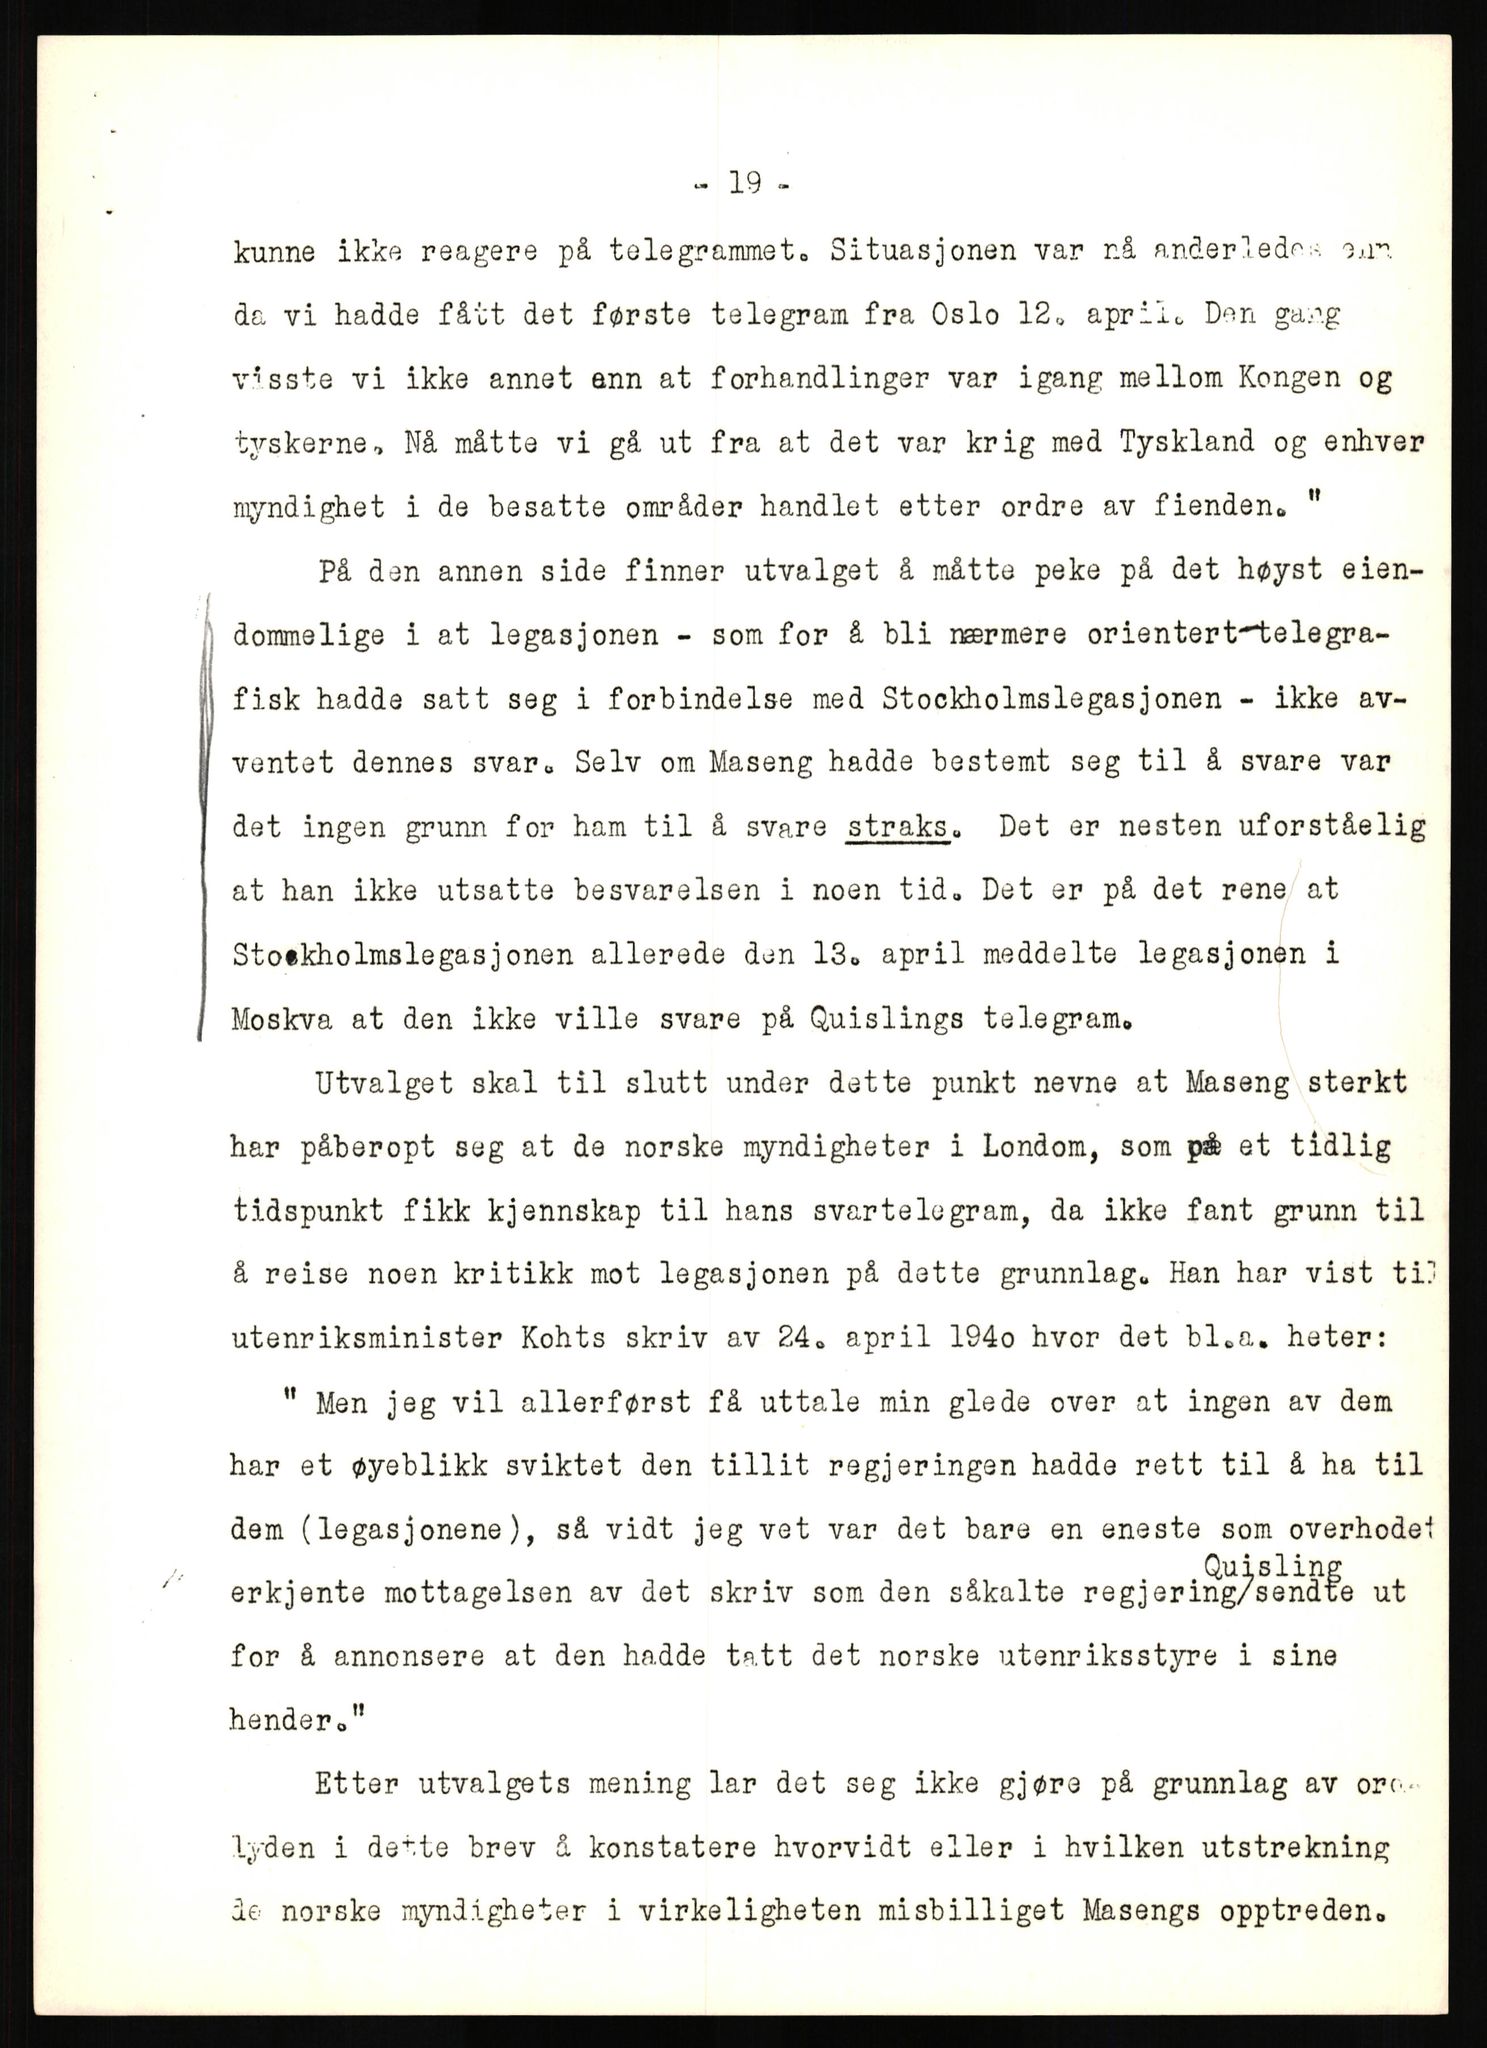 - 19 -
kunne ikke reagere på telegrammet. Situasjonen var nå anderledes enn
da vi hadde fått det første telegram fra Oslo 12. april. Den gang
visste vi ikke annet enn at forhandlinger var igang mellom Kongen og
tyskerne. Nå måtte vi gå ut fra at det var krig med Tyskland og enhver
myndighet i de besatte områder handlet etter ordre av fienden. "
På den annen side finner utvalget å måtte peke på det høyst eien-
dommelige i at legasjonen - som for å bli nærmere orientert telegra-
fisk hadde satt seg i forbindelse med Stockholmslegasjonen - ikke av-
ventet dennes svar. Selv om Maseng hadde bestemt seg til å svare var
det ingen grunn for ham til å svare straks. Det er nesten uforståelig
at han ikke utsatte besvarelsen i noen tid. Det er på det rene at
Stockholmslegasjonen allerede den 13. april meddelte legasjonen i
Moskva at den ikke ville svare på Quislings telegram.
Utvalget skal til slutt under dette punkt nevne at Maseng sterkt
har påberopt seg at de norske myndigheter i Londom, som på et tidlig
tidspunkt fikk kjennskap til hans svartelegram, da ikke fant grunn til
å reise noen kritikk mot legasjonen på dette grunnlag. Han har vist til
utenriksminister Kohts skriv av 24. april 194o hvor det bl.a. heter:
" Men jeg vil allerførst få uttale min glede over at ingen av dem
har et øyeblikk sviktet den tillit regjeringen hadde rett til å ha til
dem (legasjonene), så vidt jeg vet var det bare en eneste som overhodet
Quisling
erkjente mottagelsen av det skriv som den såkalte regjering/sendte ut
for å annonsere at den hadde tatt det norske utenriksstyre i sine
hender."
Etter utvalgets mening lar det seg ikke gjøre på grunnlag av ord-
lyden i dette brev å konstatere hvorvidt eller i hvilken utstrekning
de norske myndigheter i virkeligheten misbilliget Masengs opptreden.